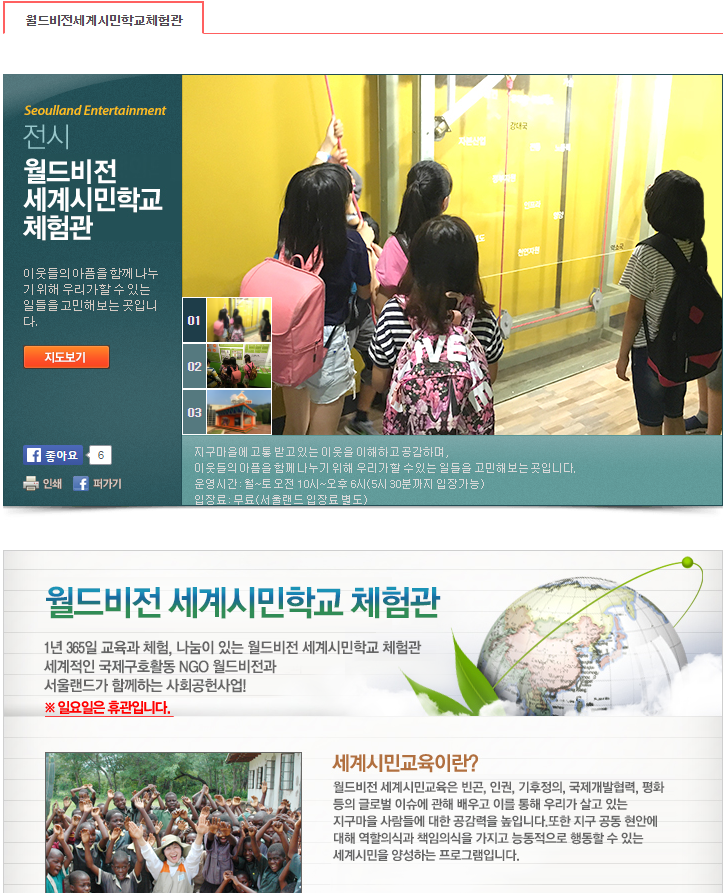 월드비전세계시민학교체험관
Seoulland Entertainment
전시
월드비전
세계시민학교
체험관
이웃들의 아픔을 함께 나누
기 위해 우리가 할 수 있는
일들을 고민해보는 곳입니
다.
지도보기
강대국
약소국
천연자원
01
02
03
좋아요 6
인쇄 퍼가기
지구마을에 고통 받고 있는 이웃을 이해하고 공감하며,
이웃들의 아픔을 함께 나누기 위해 우리가 할 수 있는 일들을 고민해보는 곳입니다.
운영시간 : 월~토 오전 10시~오후 6시(5시 30분까지 입장가능)
입장료 : 무료(서울랜드 입장료 별도)
월드비전 세계시민학교 체험관
1년 365일 교육과 체험, 나눔이 있는 월드비전 세계시민학교 체험관
세계적인 국제구호활동 NGO 월드비전과
서울랜드가 함께하는 사회공헌사업!
※ 일요일은 휴관입니다.
세계시민교육이란?
월드비전 세계시민교육은 빈곤, 인권, 기후정의, 국제개발협력, 평화
등의 글로벌 이슈에 관해 배우고 이를 통해 우리가 살고 있는
지구마을 사람들에 대한 공감력을 높입니다.또한 지구 공동 현안에
대해 역할의식과 책임의식을 가지고 능동적으로 행동할 수 있는
세계시민을 양성하는 프로그램입니다.